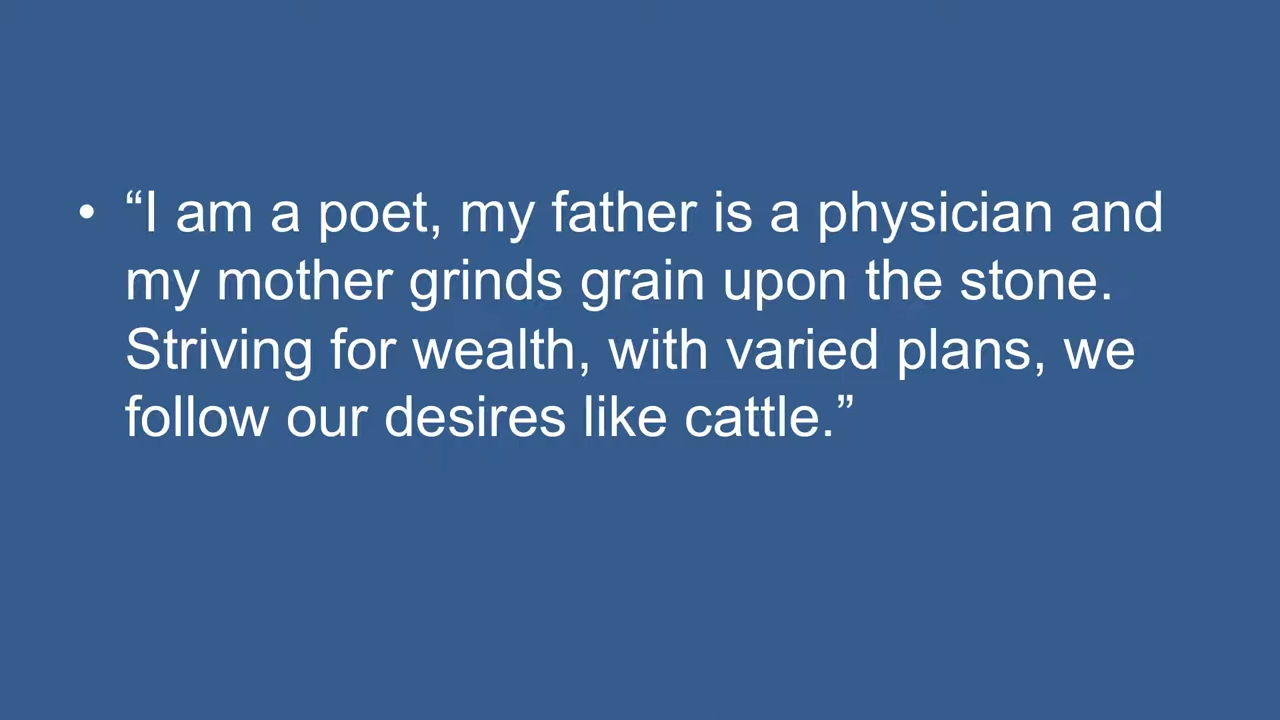 • “I am a poet, my father is a physician and
my mother grinds grain upon the stone.
Striving for wealth, with varied plans, we
follow our desires like cattle.”